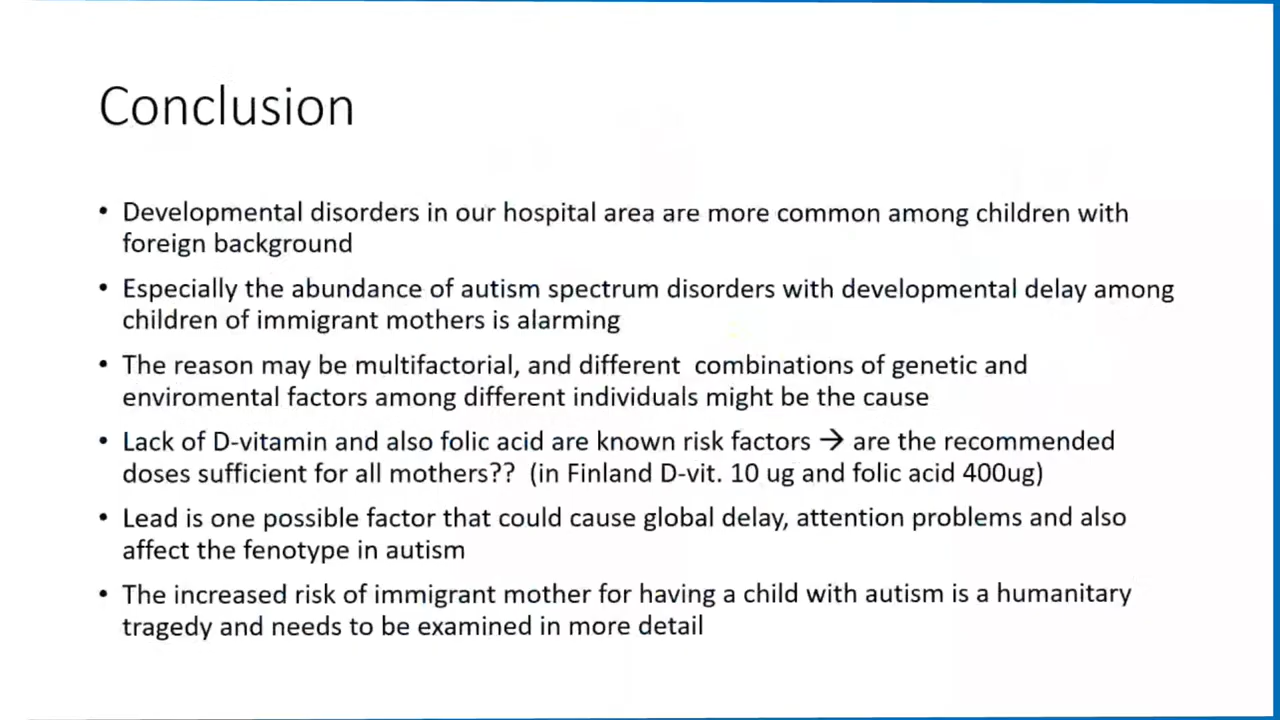 Conclusion
• Developmental disorders in our hospital area are more common among children with
foreign background
• Especially the abundance of autism spectrum disorders with developmental delay among
children of immigrant mothers is alarming
• The reason may be multifactorial, and different  combinations of genetic and
enviromental factors among different individuals might be the cause
• Lack of D-vitamin and also folic acid are known risk factors → are the recommended
doses sufficient for all mothers??  (in Finland D-vit. 10 ug and folic acid 400ug)
• Lead is one possible factor that could cause global delay, attention problems and also
affect the fenotype in autism
• The increased risk of immigrant mother for having a child with autism is a humanitary
tragedy and needs to be examined in more detail